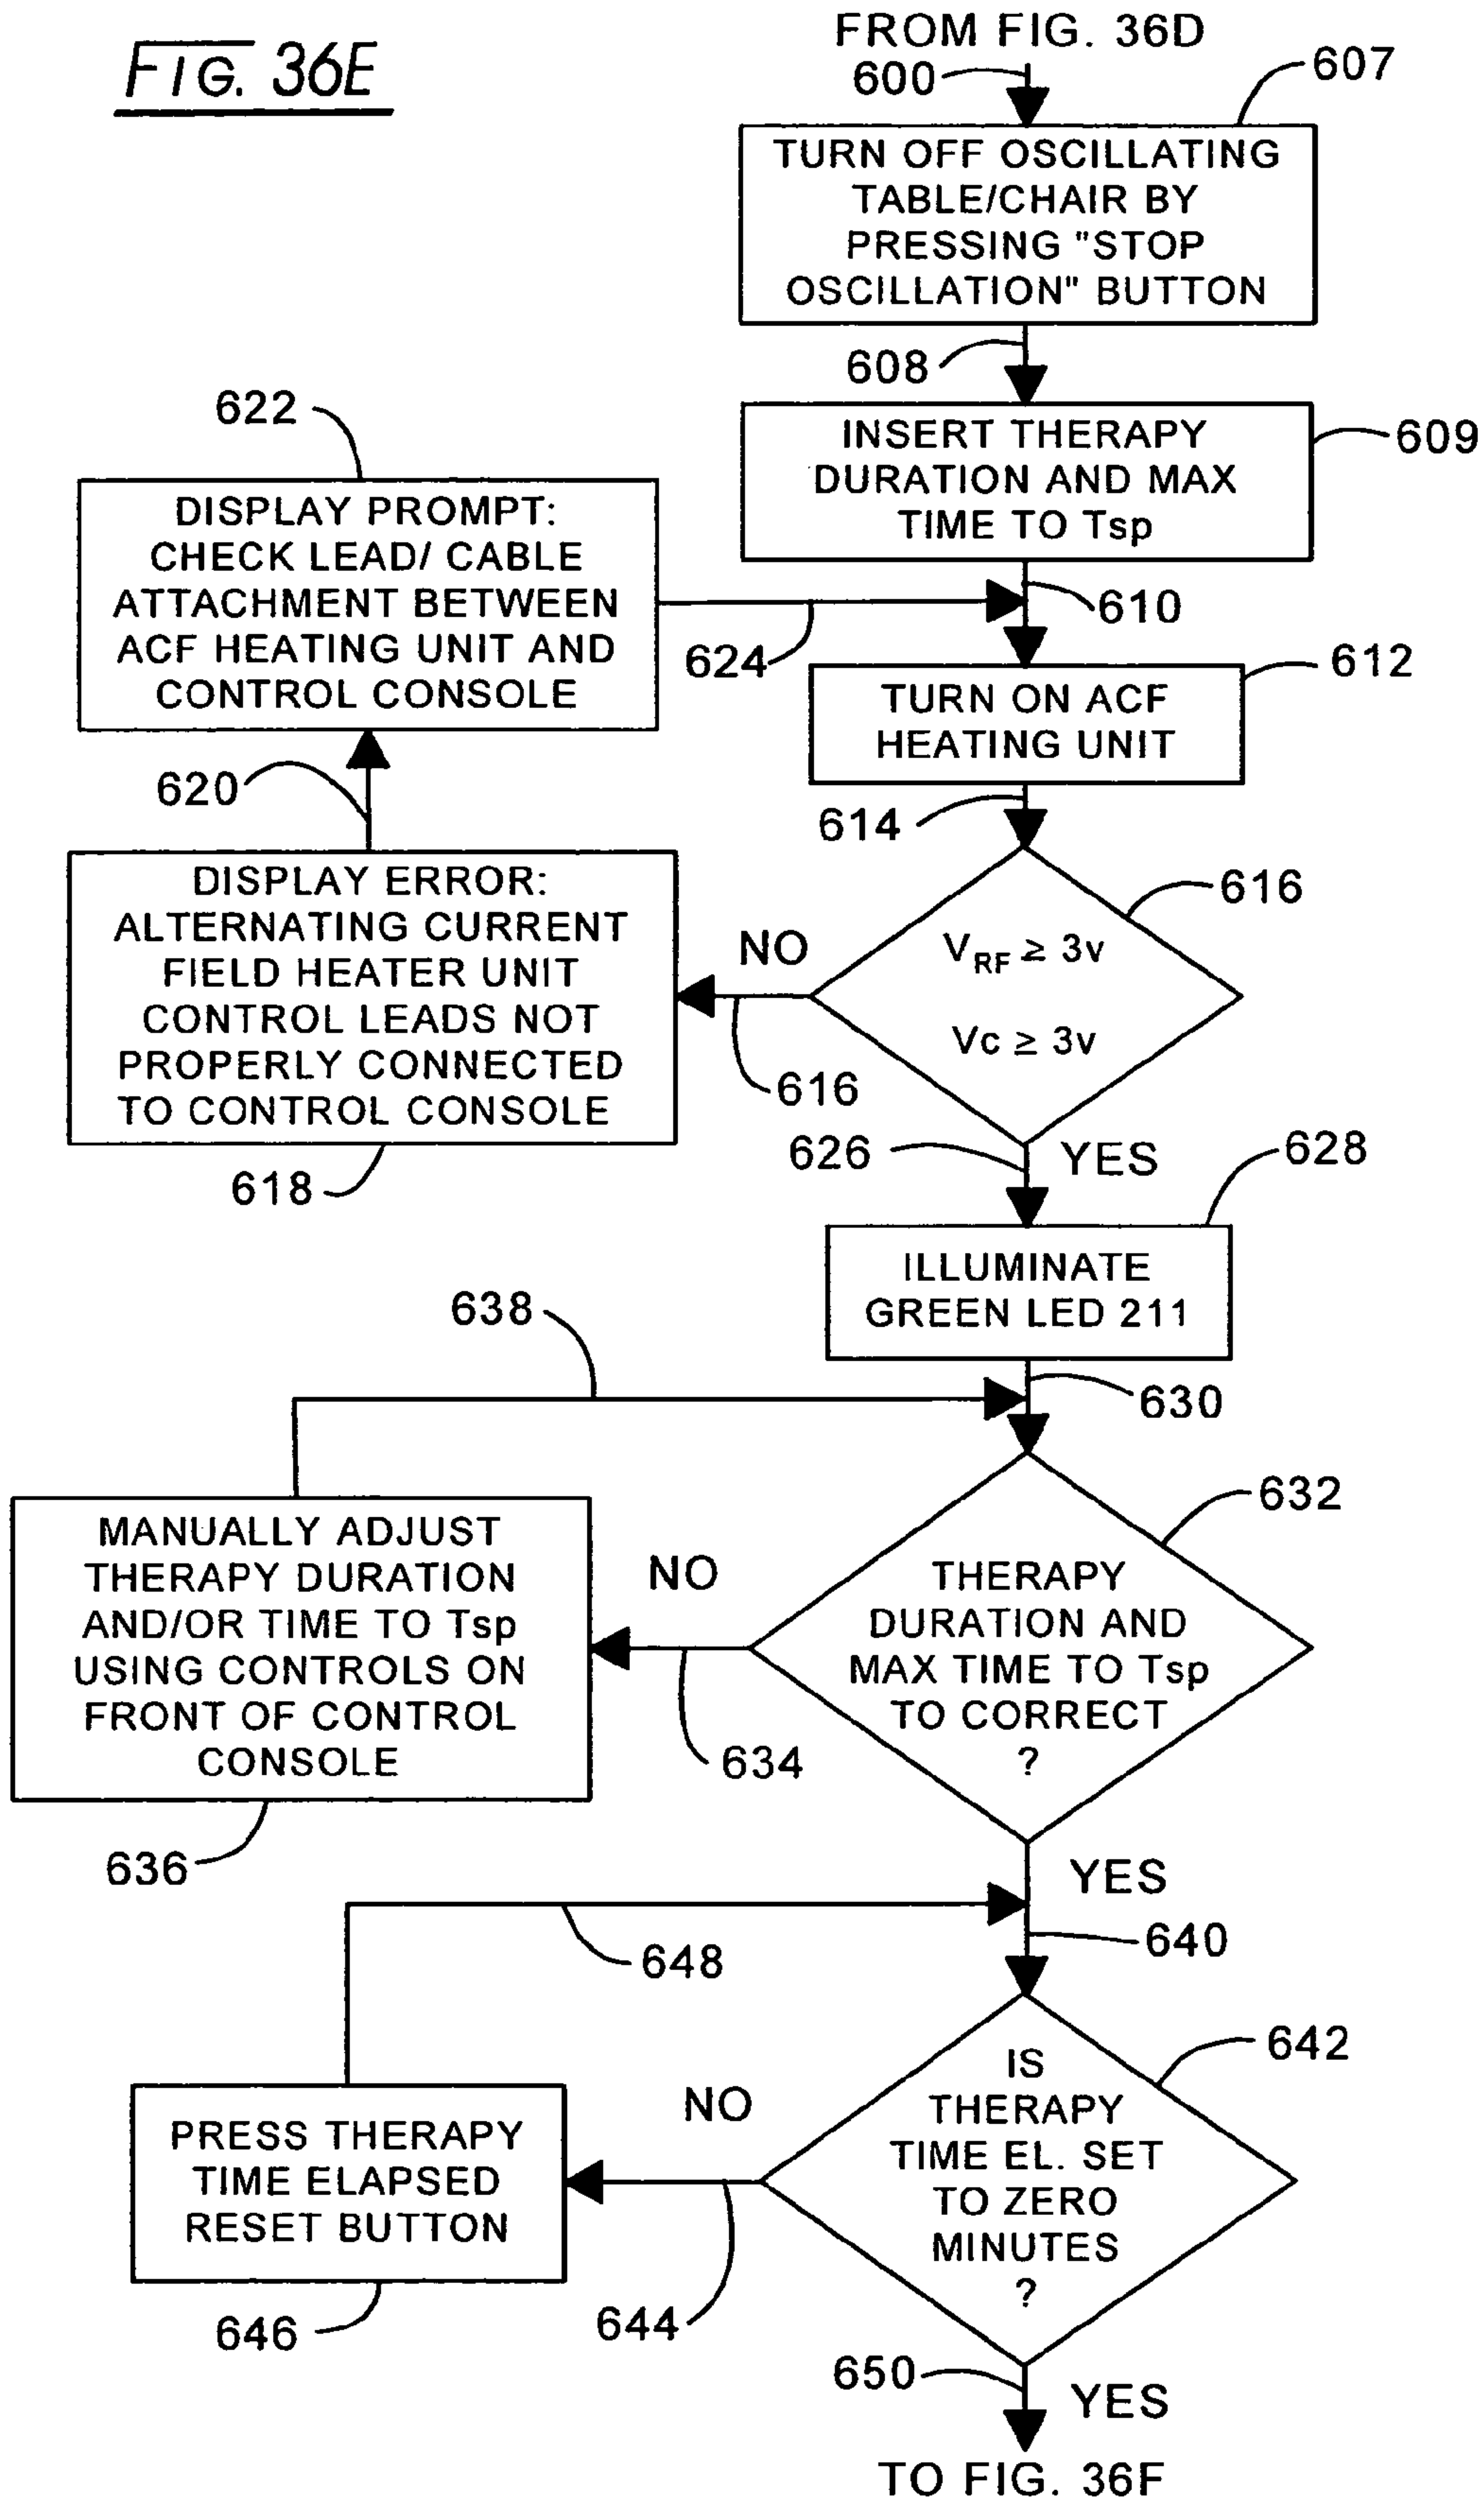 FIG. 36E
FROM FIG. 36D
600
607
TURN OFF OSCILLATING
TABLE/CHAIR BY
PRESSING "STOP
OSCILLATION" BUTTON
608
609
INSERT THERAPY
DURATION AND MAX
TIME TO Tsp
622
DISPLAY PROMPT:
CHECK LEAD/ CABLE
ATTACHMENT BETWEEN
ACF HEATING UNIT AND
CONTROL CONSOLE
624
610
612
TURN ON ACF
HEATING UNIT
620
614
616
VRF ≥ 3v
Vc ≥ 3v
NO
616
DISPLAY ERROR:
ALTERNATING CURRENT
FIELD HEATER UNIT
CONTROL LEADS NOT
PROPERLY CONNECTED
TO CONTROL CONSOLE
618
626
YES
628
ILLUMINATE
GREEN LED 211
638
630
632
THERAPY
DURATION AND
MAX TIME TO Tsp
TO CORRECT
?
NO
634
MANUALLY ADJUST
THERAPY DURATION
AND/OR TIME TO Tsp
USING CONTROLS ON
FRONT OF CONTROL
CONSOLE
636
YES
648
640
642
IS
THERAPY
TIME EL. SET
TO ZERO
MINUTES
?
NO
644
PRESS THERAPY
TIME ELAPSED
RESET BUTTON
646
650
YES
TO FIG. 36F